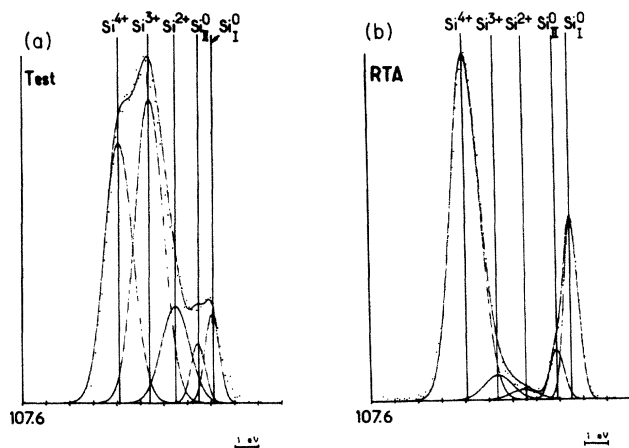 (a)
Si⁴⁺ Si³⁺ Si²⁺ Si⁰II Si⁰I
Test
107.6
1 eV
(b)
Si⁴⁺ Si³⁺ Si²⁺ Si⁰II Si⁰I
RTA
107.6
1 eV